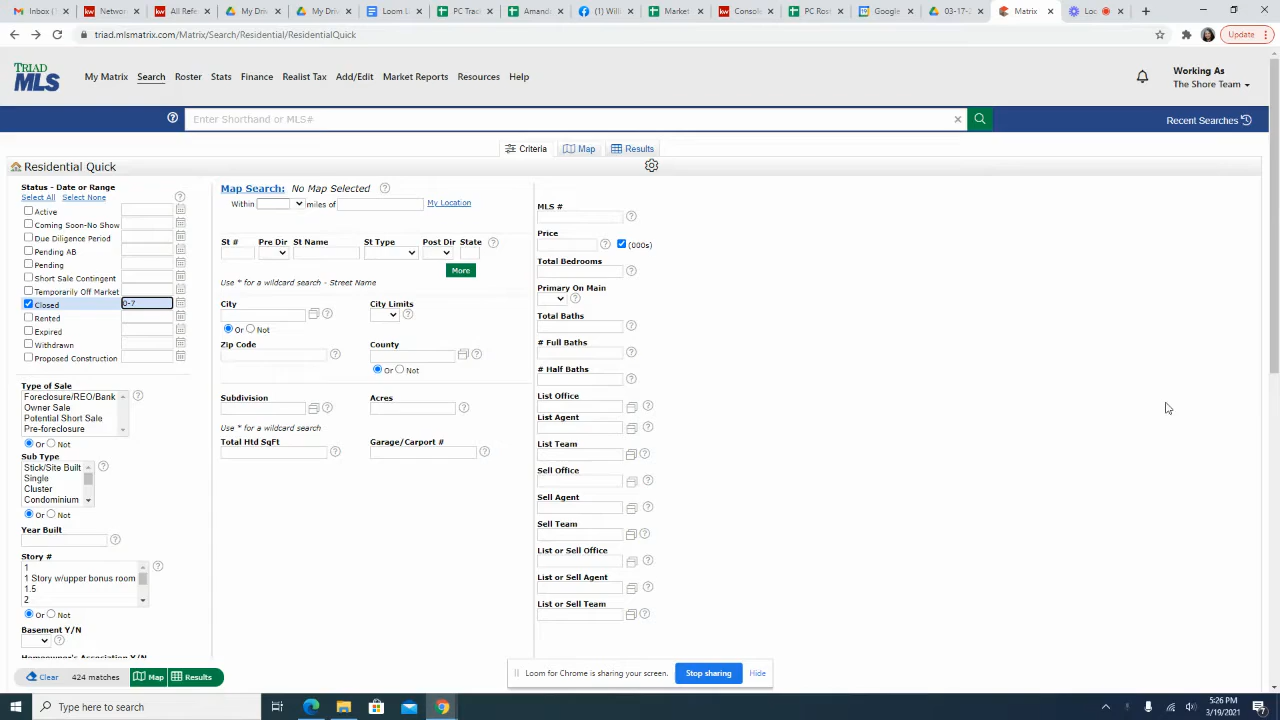 Inbox (
Networ
All Refe
My Driv
My Driv
Loom L
PC Trac
Amand
(1) Willi
Market
Consol
PC Rost
Google
03-17-2
Matrix
Loo
triad.mlsmatrix.com/Matrix/Search/Residential/ResidentialQuick
Update
TRIAD
MLS
My Matrix Search Roster Stats Finance Realist Tax Add/Edit Market Reports Resources Help
Working As
The Shore Team
Enter Shorthand or MLS#
Recent Searches
Criteria Map Results
Residential Quick
Status - Date or Range
Select All Select None
Active
Coming Soon-No Show
Due Diligence Period
Pending AB
Pending
Short Sale Contingent
Temporarily Off Market
Closed 0-7
Rented
Expired
Withdrawn
Proposed Construction
Type of Sale
Foreclosure/REO/Bank
Owner Sale
Potential Short Sale
Pre-foreclosure
Or Not
Sub Type
Stick/Site Built
Single
Cluster
Condominium
Or Not
Year Built
Story #
1
1 Story w/upper bonus room
1.5
2
Or Not
Basement Y/N
Homeowner's Association Y/N
Map Search: No Map Selected
Within miles of My Location
St # Pre Dir St Name St Type Post Dir State
More
Use * for a wildcard search - Street Name
City City Limits
Or Not
Zip Code County
Or Not
Subdivision Acres
Use * for a wildcard search
Total Htd SqFt Garage/Carport #
MLS #
Price
(000s)
Total Bedrooms
Primary On Main
Total Baths
# Full Baths
# Half Baths
List Office
List Agent
List Team
Sell Office
Sell Agent
Sell Team
List or Sell Office
List or Sell Agent
List or Sell Team
Clear 424 matches Map Results
Loom for Chrome is sharing your screen. Stop sharing Hide
Type here to search
5:26 PM
3/19/2021